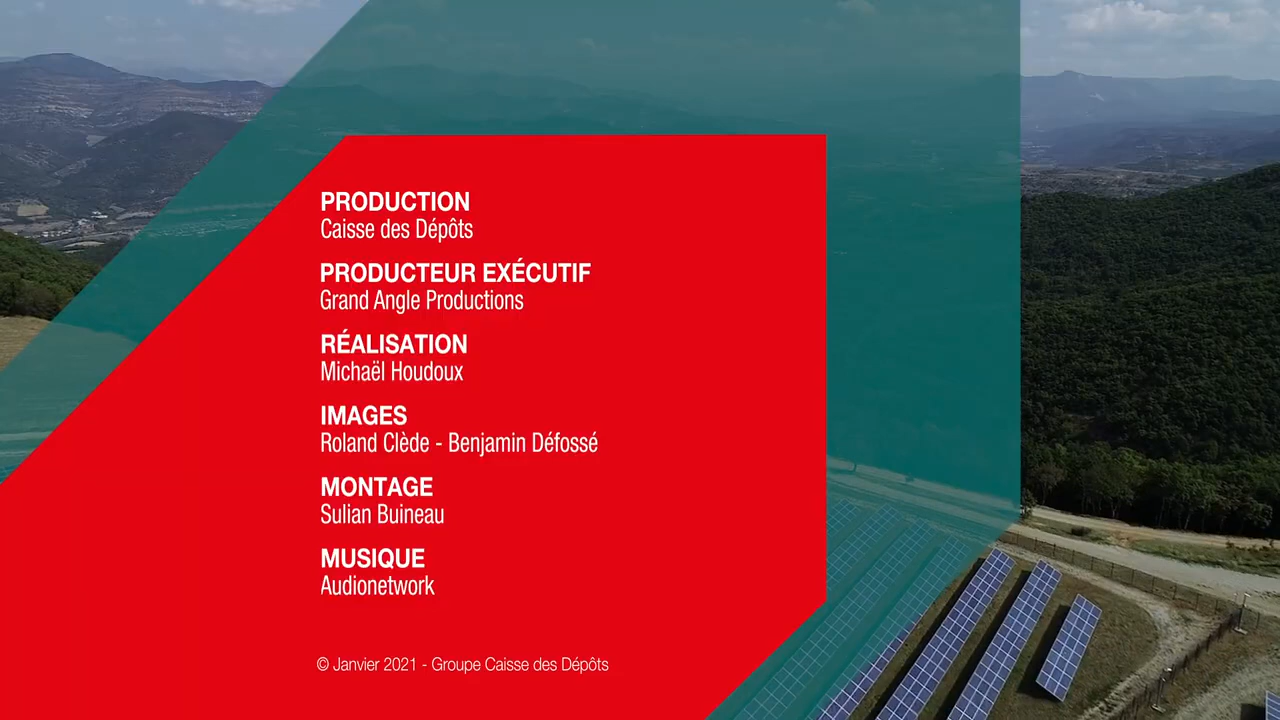 PRODUCTION
Caisse des Dépôts
PRODUCTEUR EXÉCUTIF
Grand Angle Productions
RÉALISATION
Michaël Houdoux
IMAGES
Roland Clède - Benjamin Défossé
MONTAGE
Sulian Buineau
MUSIQUE
Audionetwork
© Janvier 2021 - Groupe Caisse des Dépôts